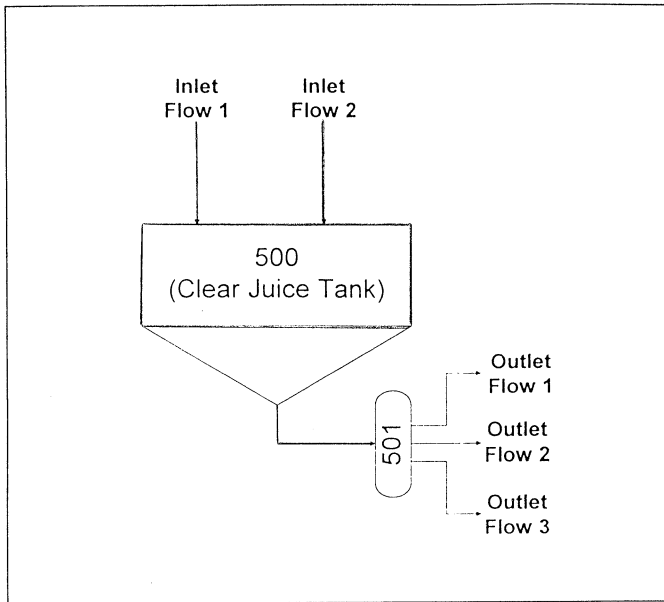 Inlet
Flow 1
Inlet
Flow 2
500
(Clear Juice Tank)
501
Outlet
Flow 1
Outlet
Flow 2
Outlet
Flow 3